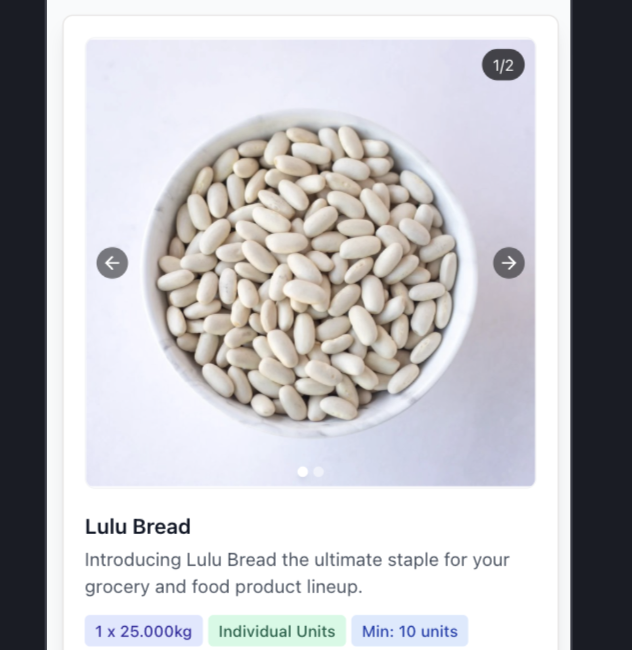 1/2
Lulu Bread
Introducing Lulu Bread the ultimate staple for your
grocery and food product lineup.
1 x 25.000kg Individual Units Min: 10 units